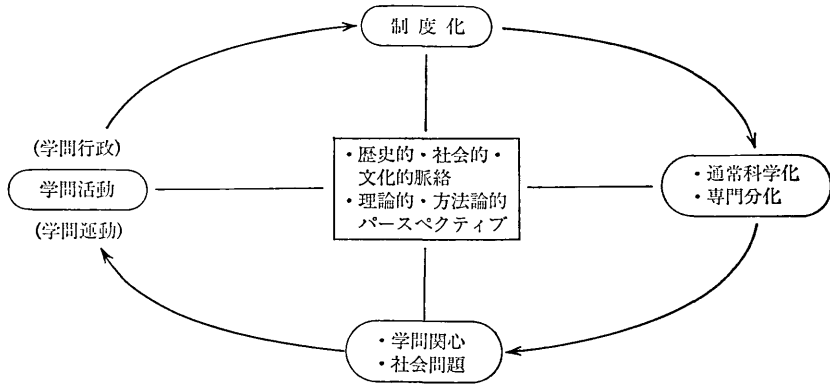 制度化
(学問行政)
学問活動
(学問運動)
・歴史的・社会的・
文化的脈絡
・理論的・方法論的
パースペクティブ
・通常科学化
・専門分化
・学問関心
・社会問題